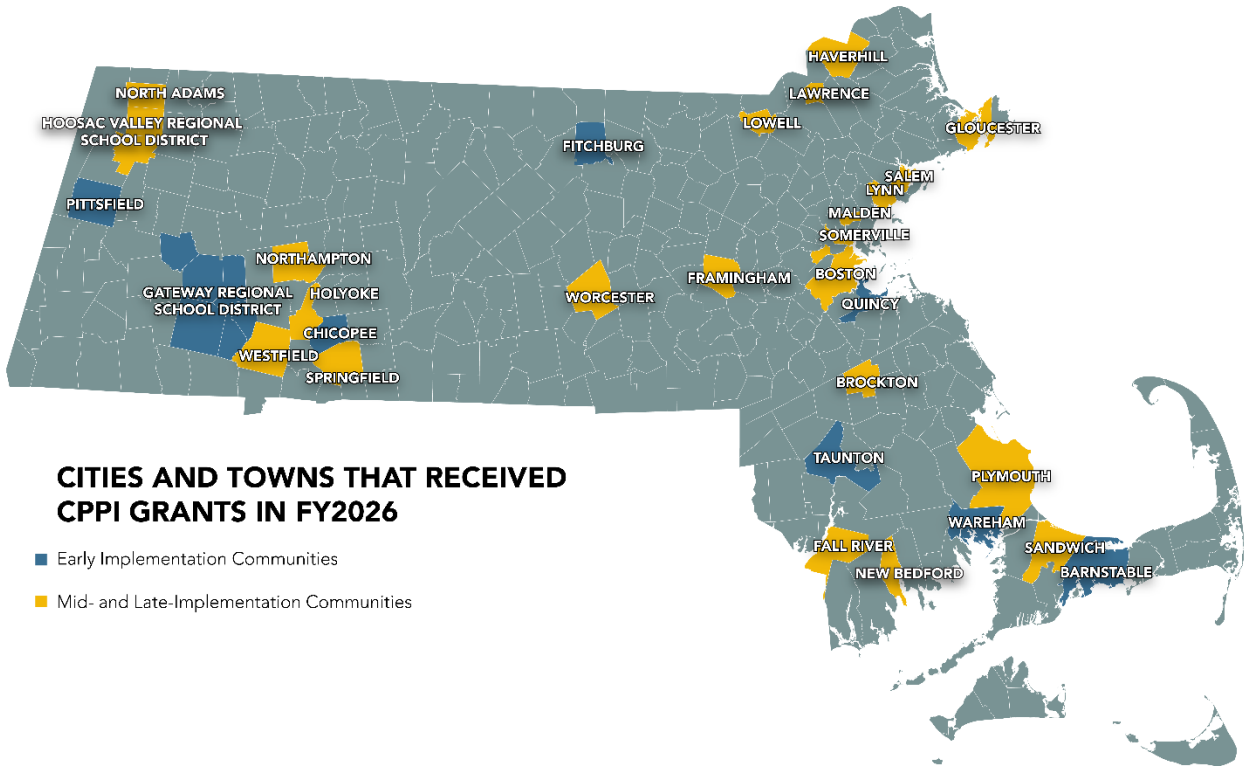 HAVERHILL
NORTH ADAMS
LAWRENCE
HOOSAC VALLEY REGIONAL
SCHOOL DISTRICT
LOWELL
GLOUCESTER
FITCHBURG
SALEM
LYNN
PITTSFIELD
MALDEN
SOMERVILLE
NORTHAMPTON
BOSTON
FRAMINGHAM
GATEWAY REGIONAL
SCHOOL DISTRICT
HOLYOKE
WORCESTER
QUINCY
CHICOPEE
WESTFIELD
SPRINGFIELD
BROCKTON
TAUNTON
PLYMOUTH
CITIES AND TOWNS THAT RECEIVED
CPPI GRANTS IN FY2026
WAREHAM
FALL RIVER
SANDWICH
Early Implementation Communities
NEW BEDFORD
BARNSTABLE
Mid- and Late-Implementation Communities